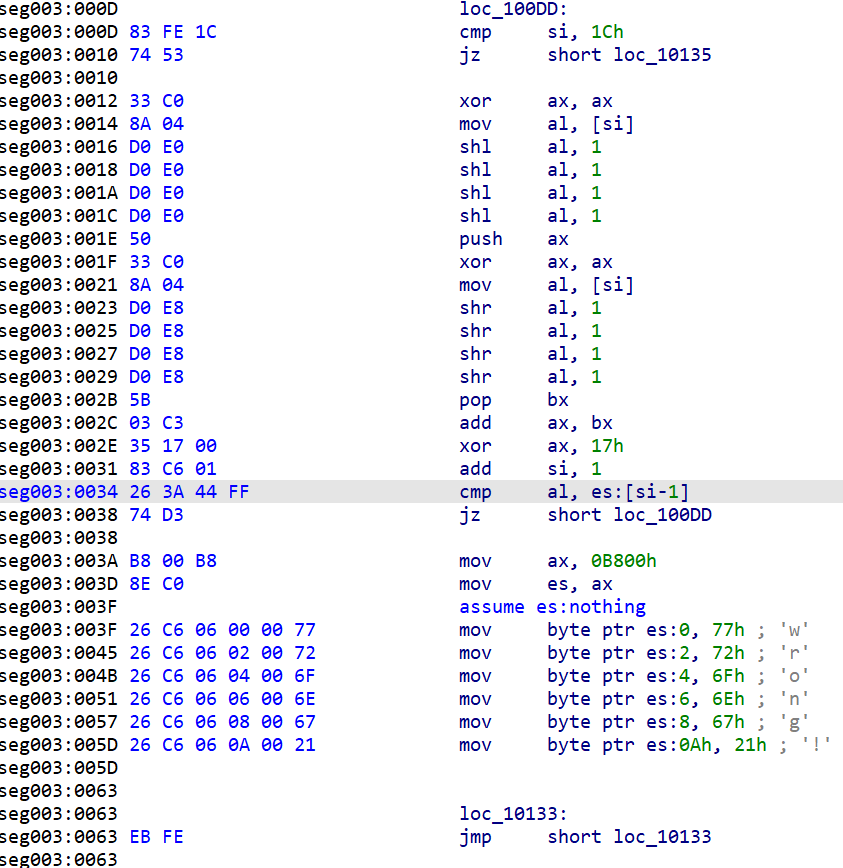 seg003:000D loc_100DD:
seg003:000D 83 FE 1C cmp si, 1Ch
seg003:0010 74 53 jz short loc_10135
seg003:0010
seg003:0012 33 C0 xor ax, ax
seg003:0014 8A 04 mov al, [si]
seg003:0016 D0 E0 shl al, 1
seg003:0018 D0 E0 shl al, 1
seg003:001A D0 E0 shl al, 1
seg003:001C D0 E0 shl al, 1
seg003:001E 50 push ax
seg003:001F 33 C0 xor ax, ax
seg003:0021 8A 04 mov al, [si]
seg003:0023 D0 E8 shr al, 1
seg003:0025 D0 E8 shr al, 1
seg003:0027 D0 E8 shr al, 1
seg003:0029 D0 E8 shr al, 1
seg003:002B 5B pop bx
seg003:002C 03 C3 add ax, bx
seg003:002E 35 17 00 xor ax, 17h
seg003:0031 83 C6 01 add si, 1
seg003:0034 26 3A 44 FF cmp al, es:[si-1]
seg003:0038 74 D3 jz short loc_100DD
seg003:0038
seg003:003A B8 00 B8 mov ax, 0B800h
seg003:003D 8E C0 mov es, ax
seg003:003F assume es:nothing
seg003:003F 26 C6 06 00 00 77 mov byte ptr es:0, 77h ; 'w'
seg003:0045 26 C6 06 02 00 72 mov byte ptr es:2, 72h ; 'r'
seg003:004B 26 C6 06 04 00 6F mov byte ptr es:4, 6Fh ; 'o'
seg003:0051 26 C6 06 06 00 6E mov byte ptr es:6, 6Eh ; 'n'
seg003:0057 26 C6 06 08 00 67 mov byte ptr es:8, 67h ; 'g'
seg003:005D 26 C6 06 0A 00 21 mov byte ptr es:0Ah, 21h ; '!'
seg003:005D
seg003:0063
seg003:0063 loc_10133:
seg003:0063 EB FE jmp short loc_10133
seg003:0063